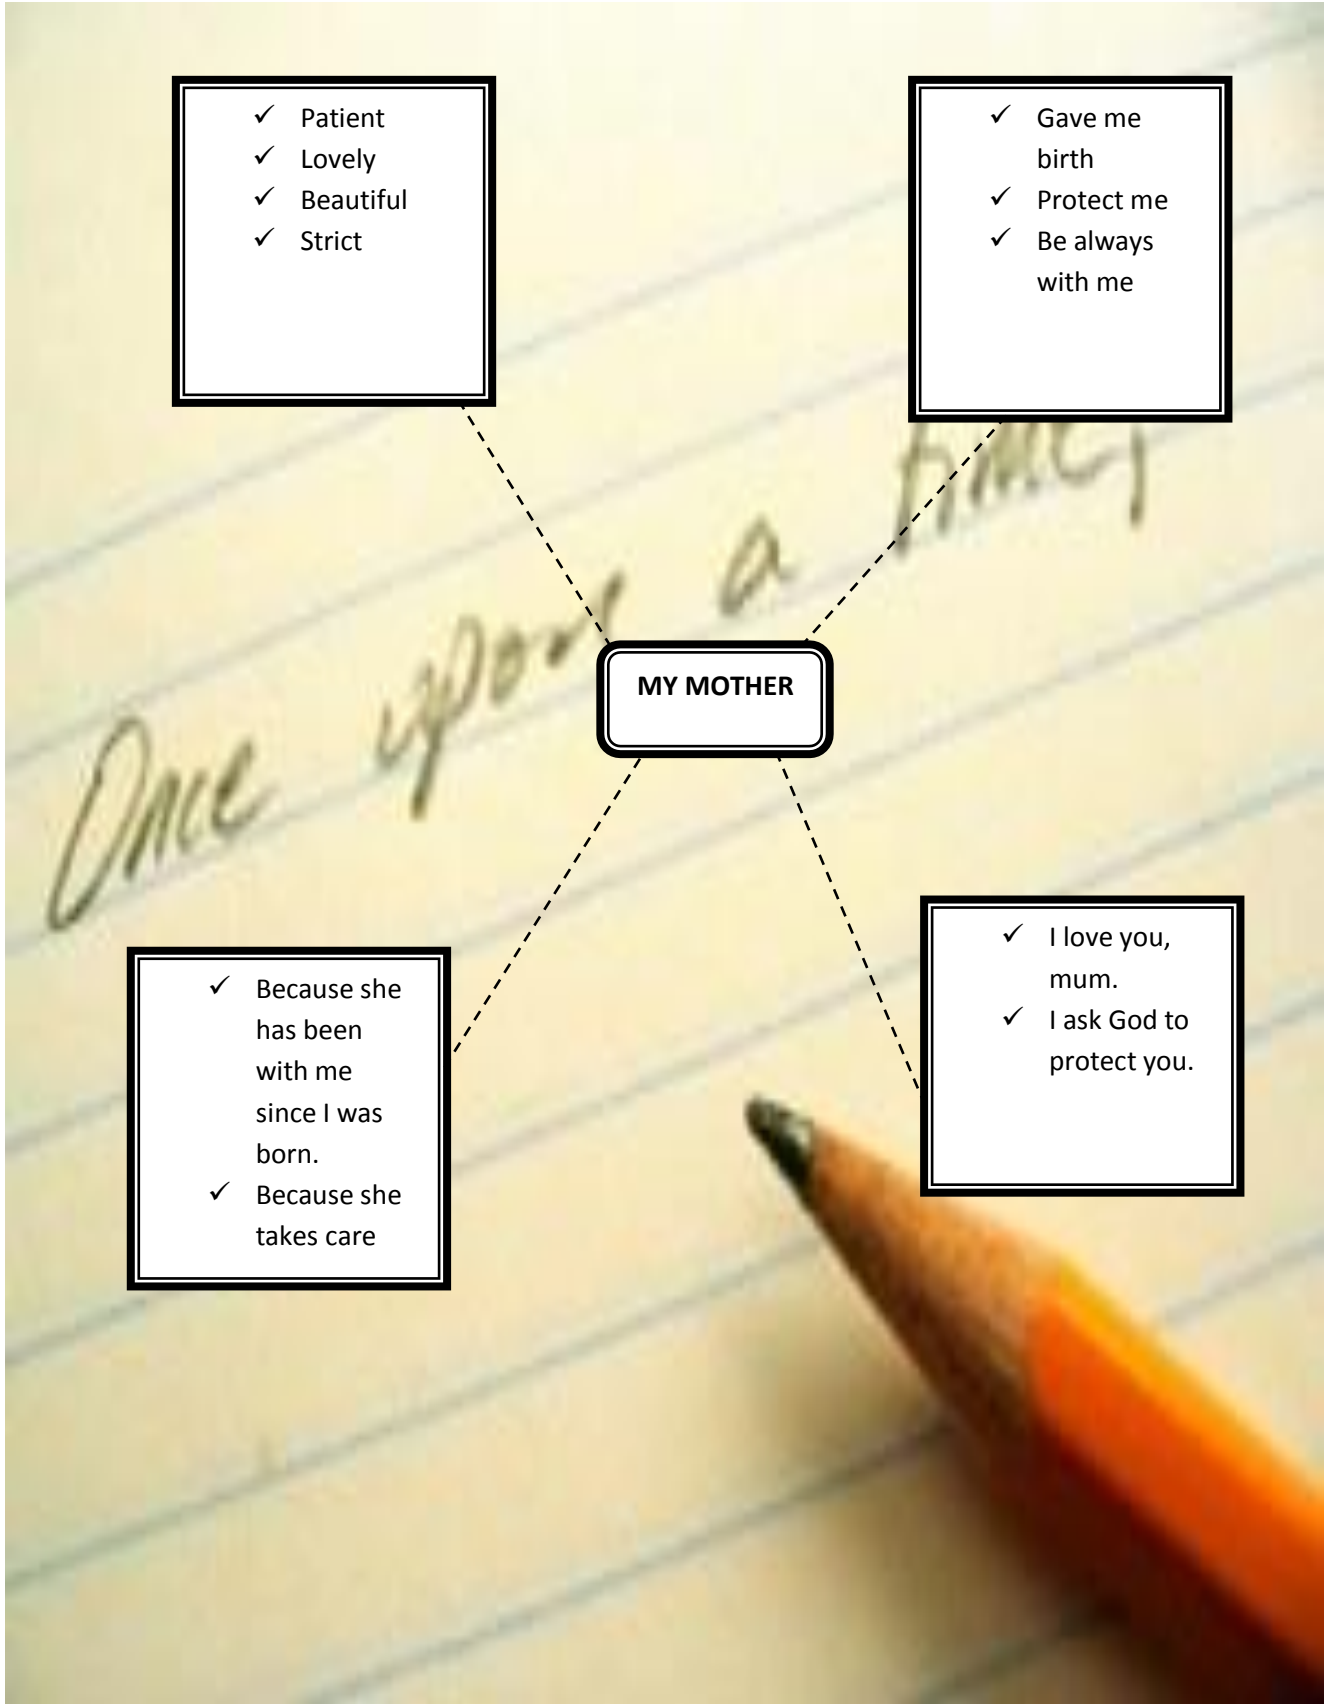 Patient
Lovely
Beautiful
Strict
Gave me
birth
Protect me
Be always
with me
Once upon a time,
MY MOTHER
Because she
has been
with me
since I was
born.
Because she
takes care
I love you,
mum.
I ask God to
protect you.